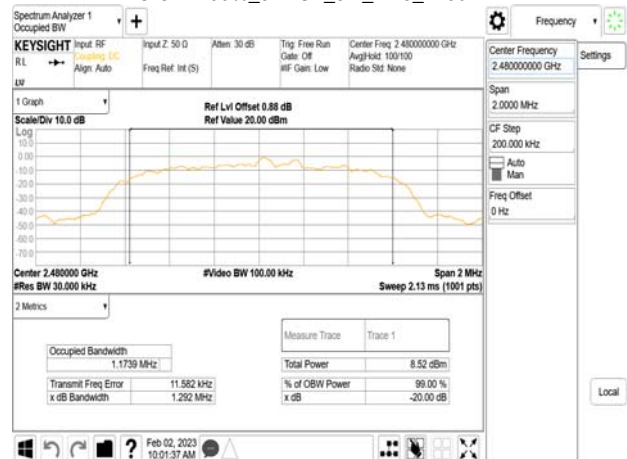 Spectrum Analyzer 1
Occupied BW
Frequency
KEYSIGHT
RL
Input: RF
Coupling: DC
Align: Auto
Input Z: 50 Ω
Freq Ref: Int (S)
Atten: 30 dB
Trig: Free Run
Gate: Off
#IF Gain: Low
Center Freq: 2.480000000 GHz
Avg|Hold: 100/100
Radio Std: None
Center Frequency
2.480000000 GHz
Settings
Span
2.0000 MHz
CF Step
200.000 kHz
Auto
Man
Freq Offset
0 Hz
Local
1 Graph
Scale/Div 10.0 dB
Ref Lvl Offset 0.88 dB
Ref Value 20.00 dBm
Log
10.0
0.00
-10.0
-20.0
-30.0
-40.0
-50.0
-60.0
-70.0
Center 2.480000 GHz
#Res BW 30.000 kHz
#Video BW 100.00 kHz
Span 2 MHz
Sweep 2.13 ms (1001 pts)
2 Metrics
Measure Trace Trace 1
Occupied Bandwidth
1.1739 MHz
Total Power 8.52 dBm
Transmit Freq Error 11.582 kHz
% of OBW Power 99.00 %
x dB Bandwidth 1.292 MHz
x dB -20.00 dB
?
Feb 02, 2023
10:01:37 AM